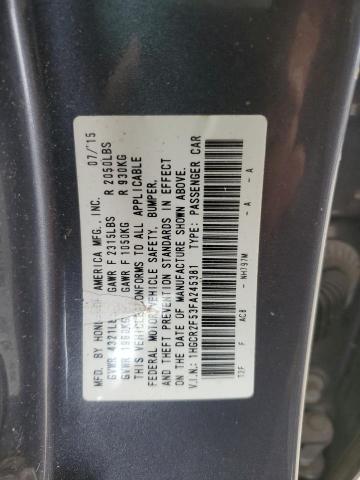 MFD. BY HONDA OF AMERICA MFG., INC. 07/'15
GVWR 4321LBS GAWR F 2315LBS R 2050LBS
GVWR 1960KG GAWR F 1050KG R 930KG
THIS VEHICLE CONFORMS TO ALL APPLICABLE
FEDERAL MOTOR VEHICLE SAFETY, BUMPER,
AND THEFT PREVENTION STANDARDS IN EFFECT
ON THE DATE OF MANUFACTURE SHOWN ABOVE.
V.I.N.: 1HGCR2F53FA245381 TYPE: PASSENGER CAR
T2F F AC8 NH797M - A - A